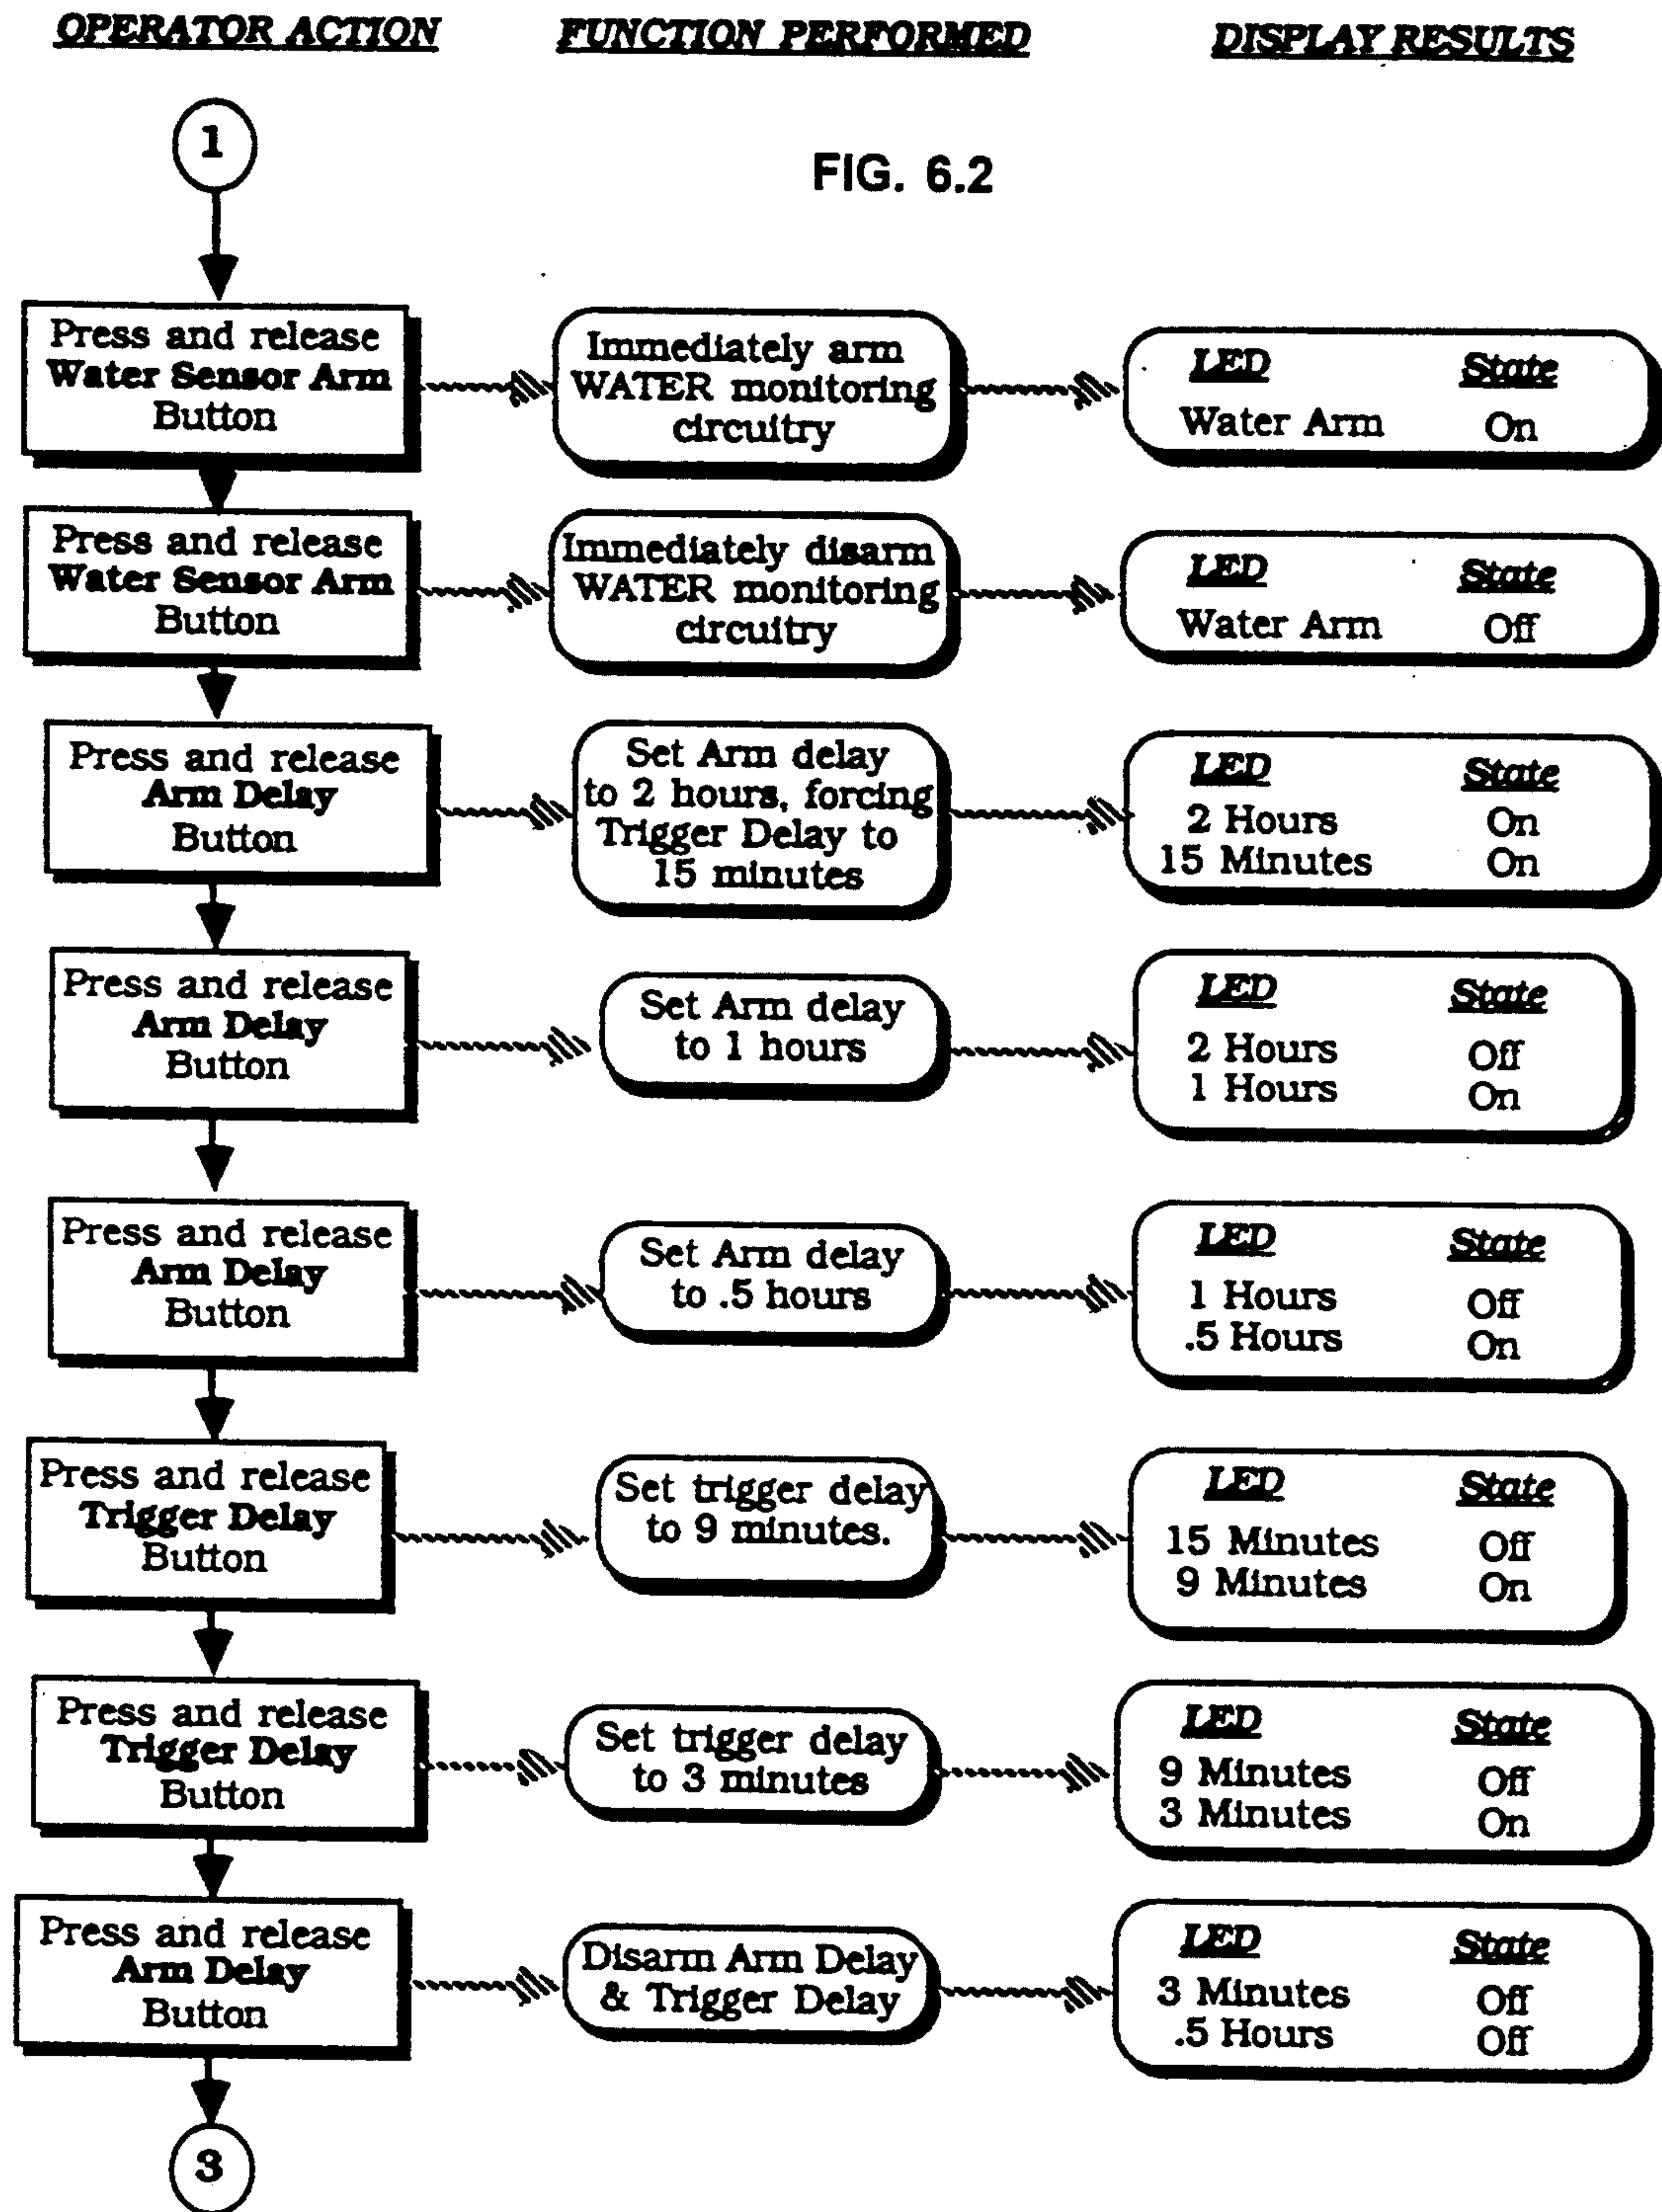 OPERATOR ACTION
FUNCTION PERFORMED
DISPLAY RESULTS
1
FIG. 6.2
Press and release
Water Sensor Arm
Button
Immediately arm
WATER monitoring
circuitry
LED State
Water Arm On
Press and release
Water Sensor Arm
Button
Immediately disarm
WATER monitoring
circuitry
LED State
Water Arm Off
Press and release
Arm Delay
Button
Set Arm delay
to 2 hours, forcing
Trigger Delay to
15 minutes
LED State
2 Hours On
15 Minutes On
Press and release
Arm Delay
Button
Set Arm delay
to 1 hours
LED State
2 Hours Off
1 Hours On
Press and release
Arm Delay
Button
Set Arm delay
to .5 hours
LED State
1 Hours Off
.5 Hours On
Press and release
Trigger Delay
Button
Set trigger delay
to 9 minutes.
LED State
15 Minutes Off
9 Minutes On
Press and release
Trigger Delay
Button
Set trigger delay
to 3 minutes
LED State
9 Minutes Off
3 Minutes On
Press and release
Arm Delay
Button
Disarm Arm Delay
& Trigger Delay
LED State
3 Minutes Off
.5 Hours Off
3